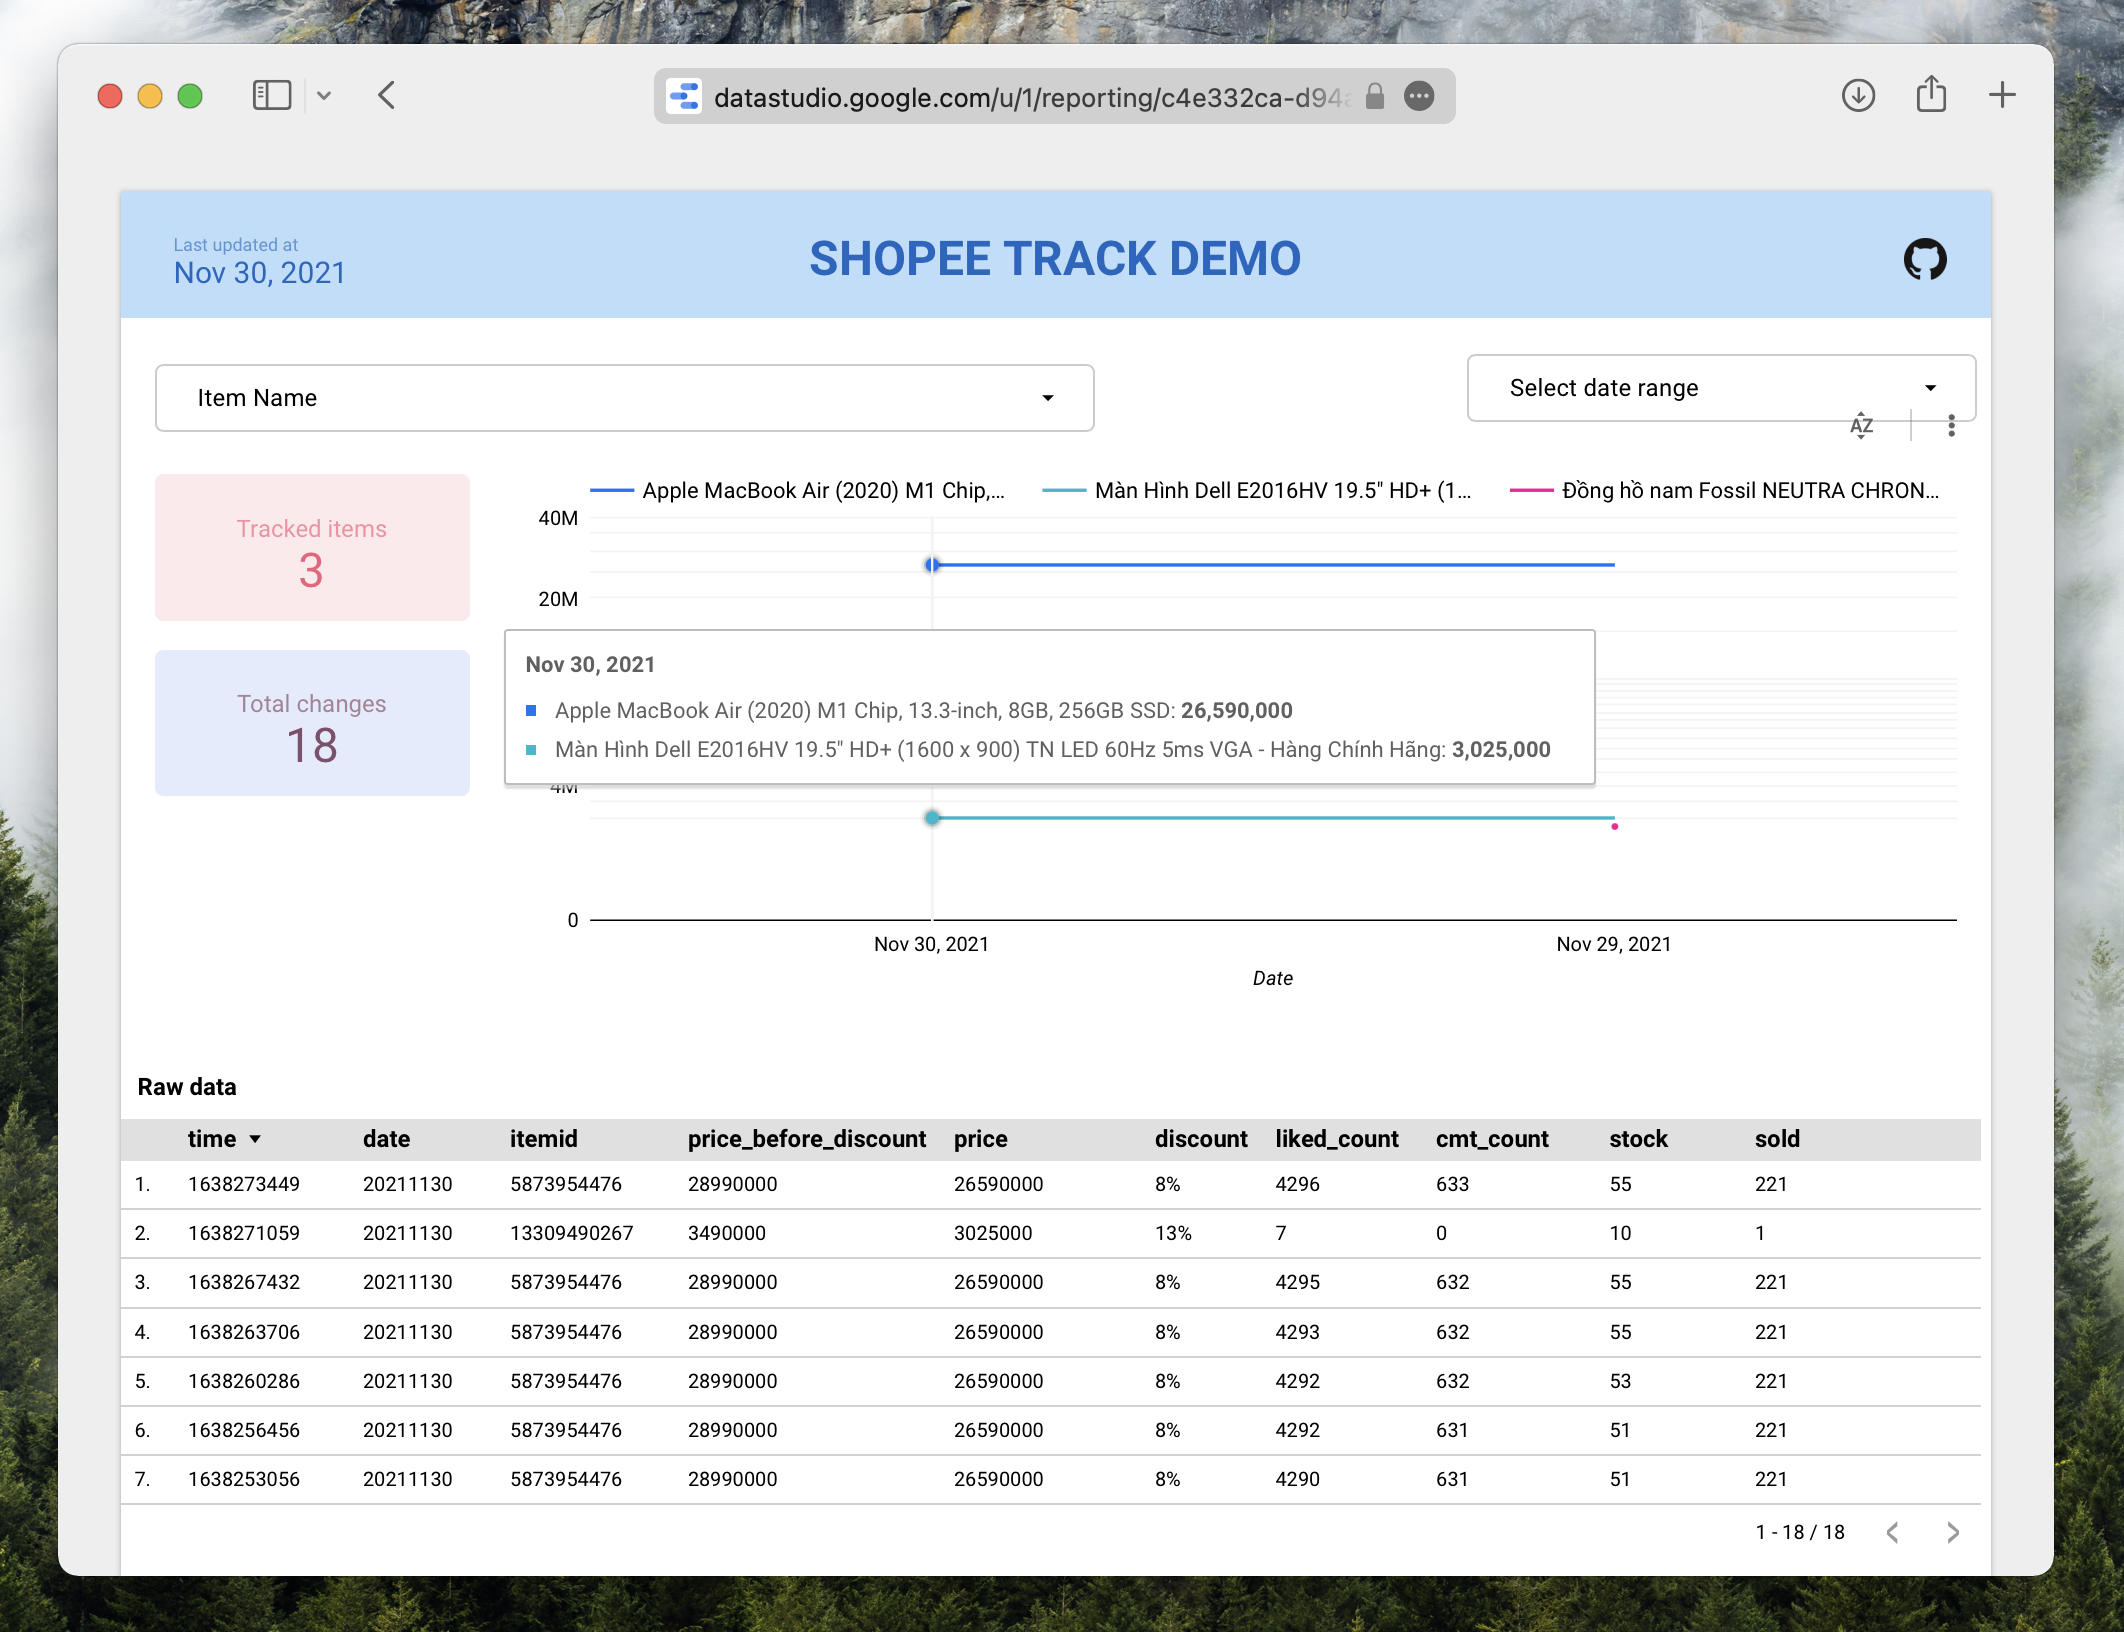 datastudio.google.com/u/1/reporting/c4e332ca-d94a
Last updated at
Nov 30, 2021
SHOPEE TRACK DEMO
Item Name
Select date range
AZ
Tracked items
3
Total changes
18
Apple MacBook Air (2020) M1 Chip,... Màn Hình Dell E2016HV 19.5" HD+ (1... Đồng hồ nam Fossil NEUTRA CHRON...
40M
20M
Nov 30, 2021
Apple MacBook Air (2020) M1 Chip, 13.3-inch, 8GB, 256GB SSD: 26,590,000
Màn Hình Dell E2016HV 19.5" HD+ (1600 x 900) TN LED 60Hz 5ms VGA - Hàng Chính Hãng: 3,025,000
4M
0
Nov 30, 2021 Nov 29, 2021
Date
Raw data
time date itemid price_before_discount price discount liked_count cmt_count stock sold
1. 1638273449 20211130 5873954476 28990000 26590000 8% 4296 633 55 221
2. 1638271059 20211130 13309490267 3490000 3025000 13% 7 0 10 1
3. 1638267432 20211130 5873954476 28990000 26590000 8% 4295 632 55 221
4. 1638263706 20211130 5873954476 28990000 26590000 8% 4293 632 55 221
5. 1638260286 20211130 5873954476 28990000 26590000 8% 4292 632 53 221
6. 1638256456 20211130 5873954476 28990000 26590000 8% 4292 631 51 221
7. 1638253056 20211130 5873954476 28990000 26590000 8% 4290 631 51 221
1 - 18 / 18